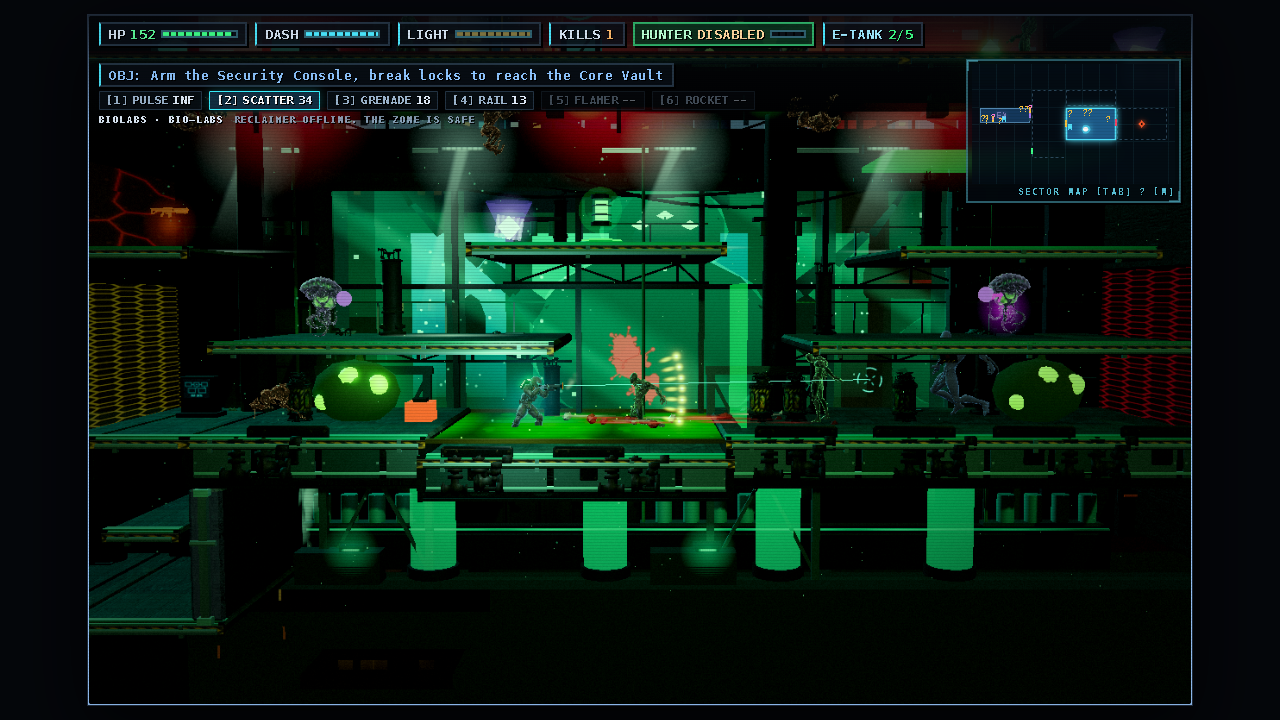 HP 152 DASH LIGHT KILLS 1 HUNTER DISABLED E-TANK 2/5
OBJ: Arm the Security Console, break locks to reach the Core Vault
[1] PULSE INF [2] SCATTER 34 [3] GRENADE 18 [4] RAIL 13 [5] FLAMER -- [6] ROCKET --
BIOLABS · BIO-LABS RECLAIMER OFFLINE. THE ZONE IS SAFE
SECTOR MAP [TAB] ? [M]